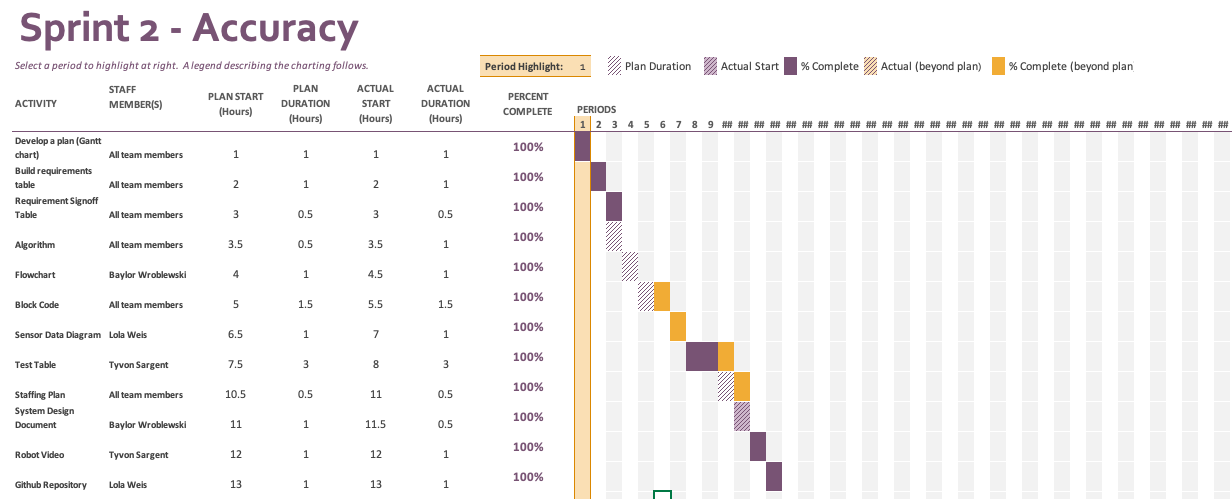 Sprint 2 - Accuracy
Select a period to highlight at right. A legend describing the charting follows.
Period Highlight: 1
Plan Duration
Actual Start
% Complete
Actual (beyond plan)
% Complete (beyond plan
ACTIVITY
STAFF MEMBER(S)
PLAN START (Hours)
PLAN DURATION (Hours)
ACTUAL START (Hours)
ACTUAL DURATION (Hours)
PERCENT COMPLETE
PERIODS
1 2 3 4 5 6 7 8 9 ## ## ## ## ## ## ## ## ## ## ## ## ## ## ## ## ## ## ## ## ## ## ## ## ## ## ## ## ## ## ## ##
Develop a plan (Gantt chart) All team members 1 1 1 1 100%
Build requirements table All team members 2 1 2 1 100%
Requirement Signoff Table All team members 3 0.5 3 0.5 100%
Algorithm All team members 3.5 0.5 3.5 1 100%
Flowchart Baylor Wroblewski 4 1 4.5 1 100%
Block Code All team members 5 1.5 5.5 1.5 100%
Sensor Data Diagram Lola Weis 6.5 1 7 1 100%
Test Table Tyvon Sargent 7.5 3 8 3 100%
Staffing Plan All team members 10.5 0.5 11 0.5 100%
System Design Document Baylor Wroblewski 11 1 11.5 0.5 100%
Robot Video Tyvon Sargent 12 1 12 1 100%
Github Repository Lola Weis 13 1 13 1 100%